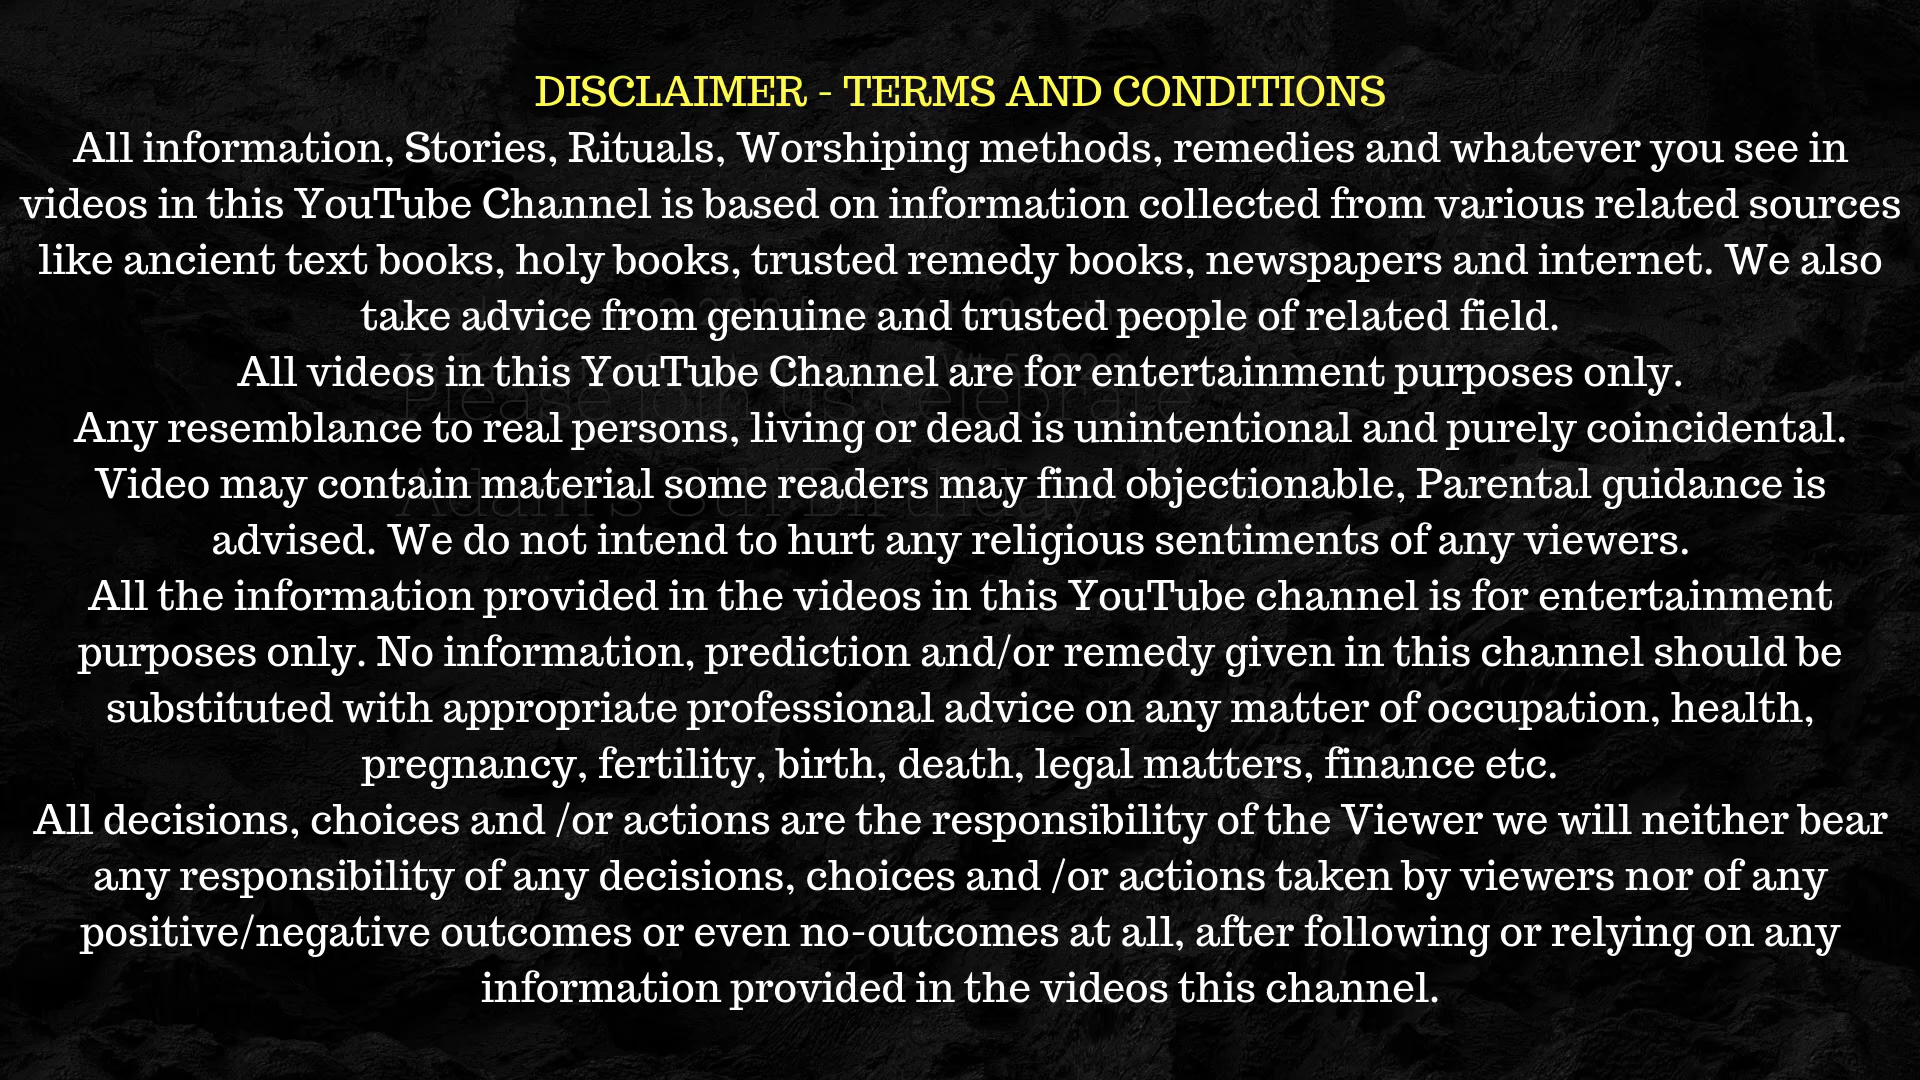 DISCLAIMER - TERMS AND CONDITIONS
All information, Stories, Rituals, Worshiping methods, remedies and whatever you see in
videos in this YouTube Channel is based on information collected from various related sources
like ancient text books, holy books, trusted remedy books, newspapers and internet. We also
take advice from genuine and trusted people of related field.
All videos in this YouTube Channel are for entertainment purposes only.
Please join us celebrate
Any resemblance to real persons, living or dead is unintentional and purely coincidental.
Video may contain material some readers may find objectionable, Parental guidance is
Adam's 8th Birthday!
advised. We do not intend to hurt any religious sentiments of any viewers.
All the information provided in the videos in this YouTube channel is for entertainment
purposes only. No information, prediction and/or remedy given in this channel should be
substituted with appropriate professional advice on any matter of occupation, health,
pregnancy, fertility, birth, death, legal matters, finance etc.
All decisions, choices and /or actions are the responsibility of the Viewer we will neither bear
any responsibility of any decisions, choices and /or actions taken by viewers nor of any
positive/negative outcomes or even no-outcomes at all, after following or relying on any
information provided in the videos this channel.